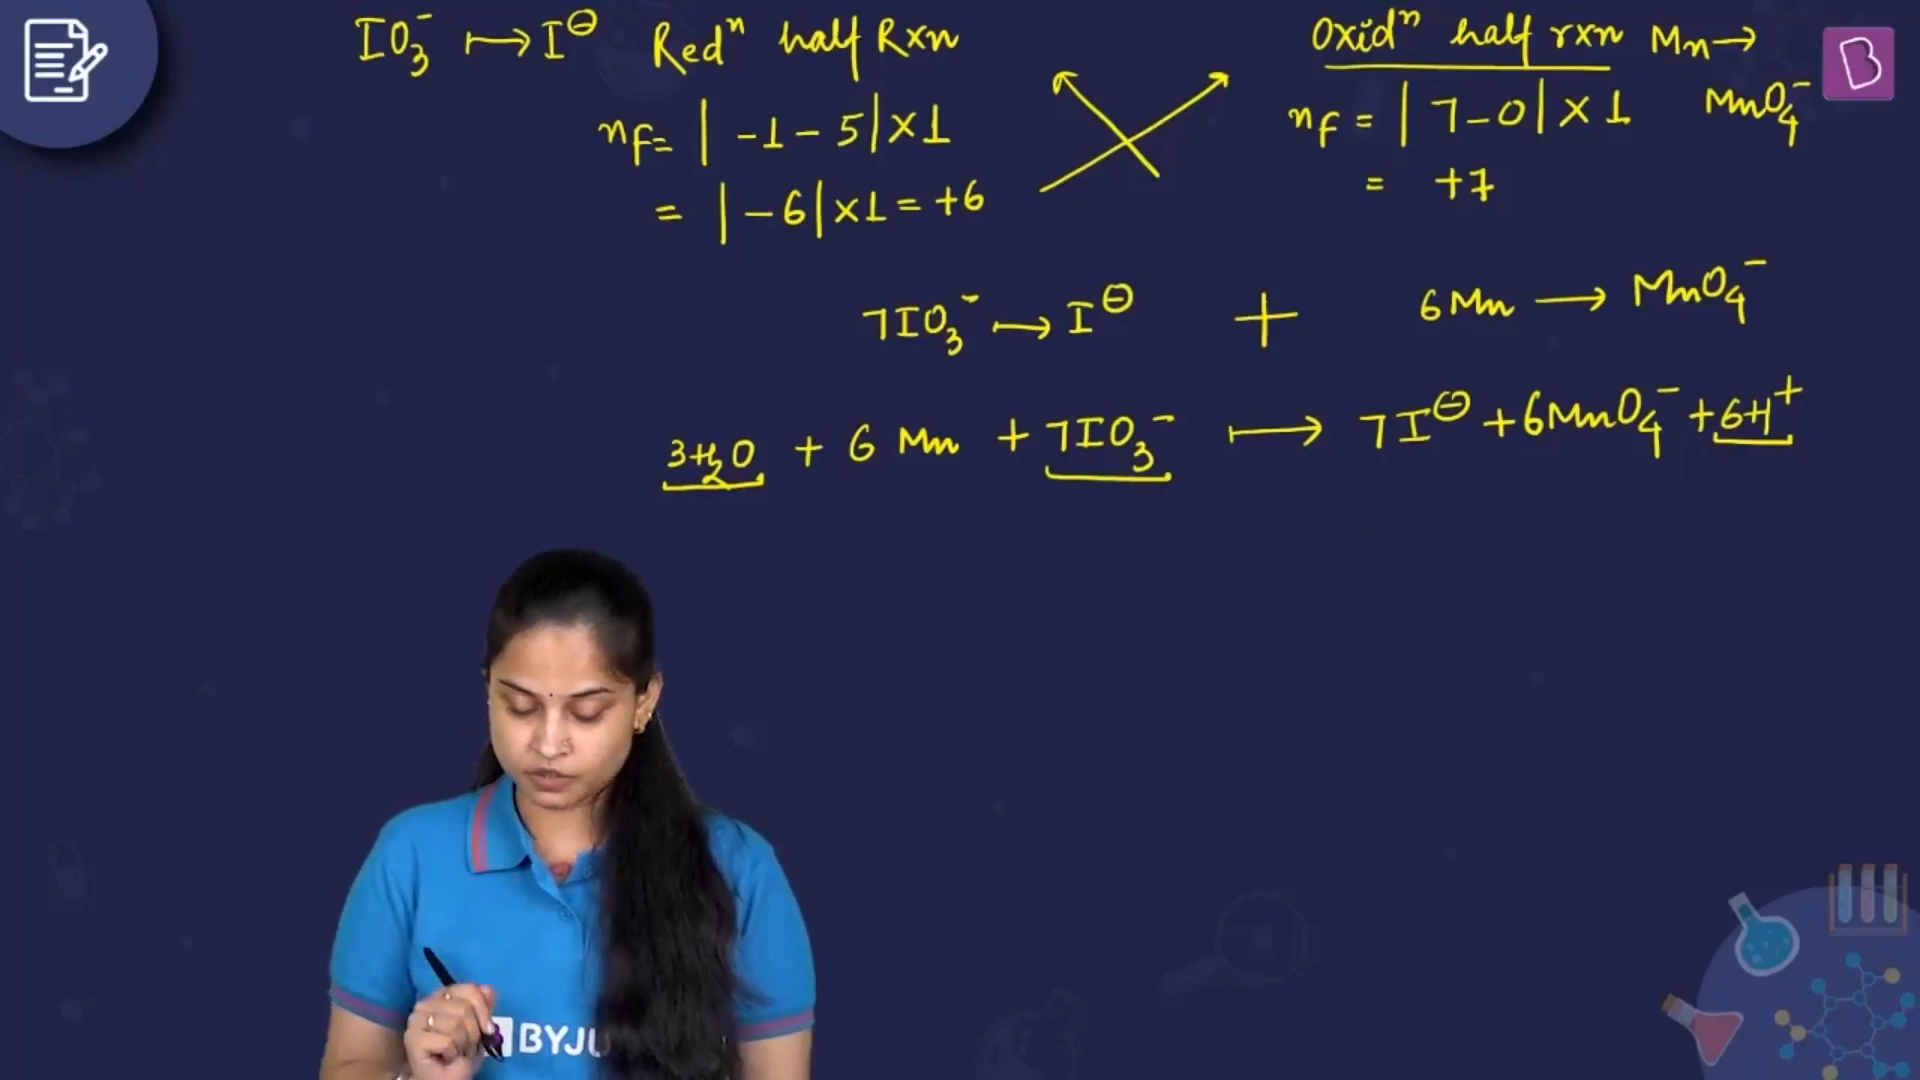 IO₃⁻ ⟼ I⊖ Redⁿ half Rxn
n_f = | -1 - 5 | × 1
= | -6 | × 1 = +6
Oxidⁿ half rxn Mn →
n_f = | 7 - 0 | × 1 MnO₄⁻
= +7
7IO₃⁻ ⟼ I⊖ + 6Mn ⟶ MnO₄⁻
3H₂O + 6 Mn + 7IO₃⁻ ⟼ 7I⊖ + 6MnO₄⁻ + 6H⁺
B
BYJU